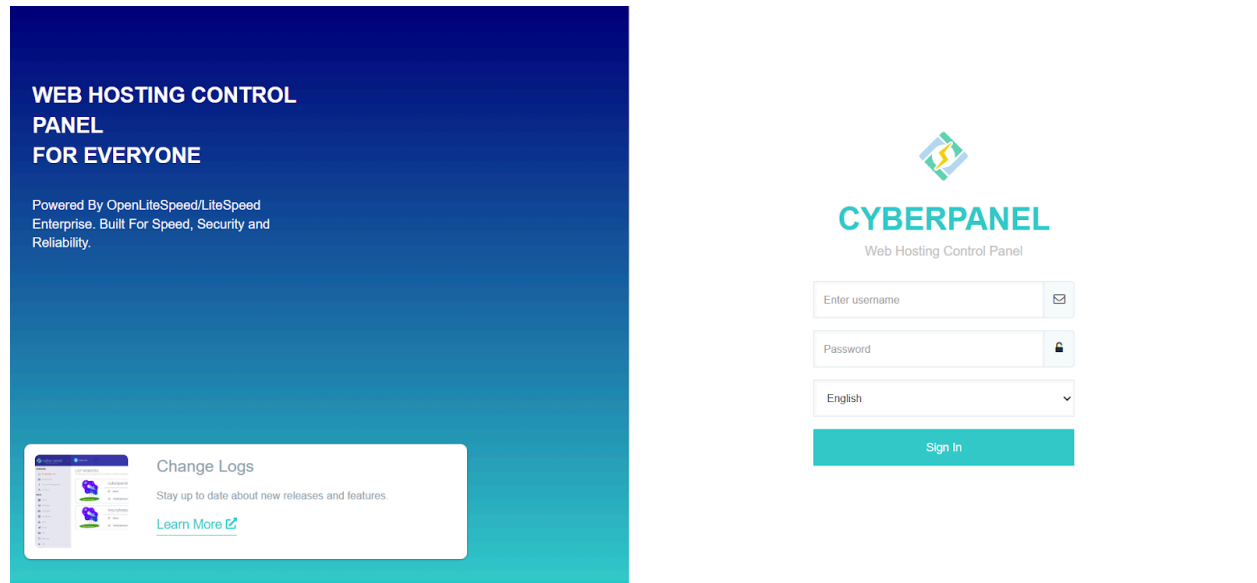 WEB HOSTING CONTROL
PANEL
FOR EVERYONE
Powered By OpenLiteSpeed/LiteSpeed
Enterprise. Built For Speed, Security and
Reliability.
Change Logs
Stay up to date about new releases and features.
Learn More
CYBERPANEL
Web Hosting Control Panel
Enter username
Password
English
Sign In